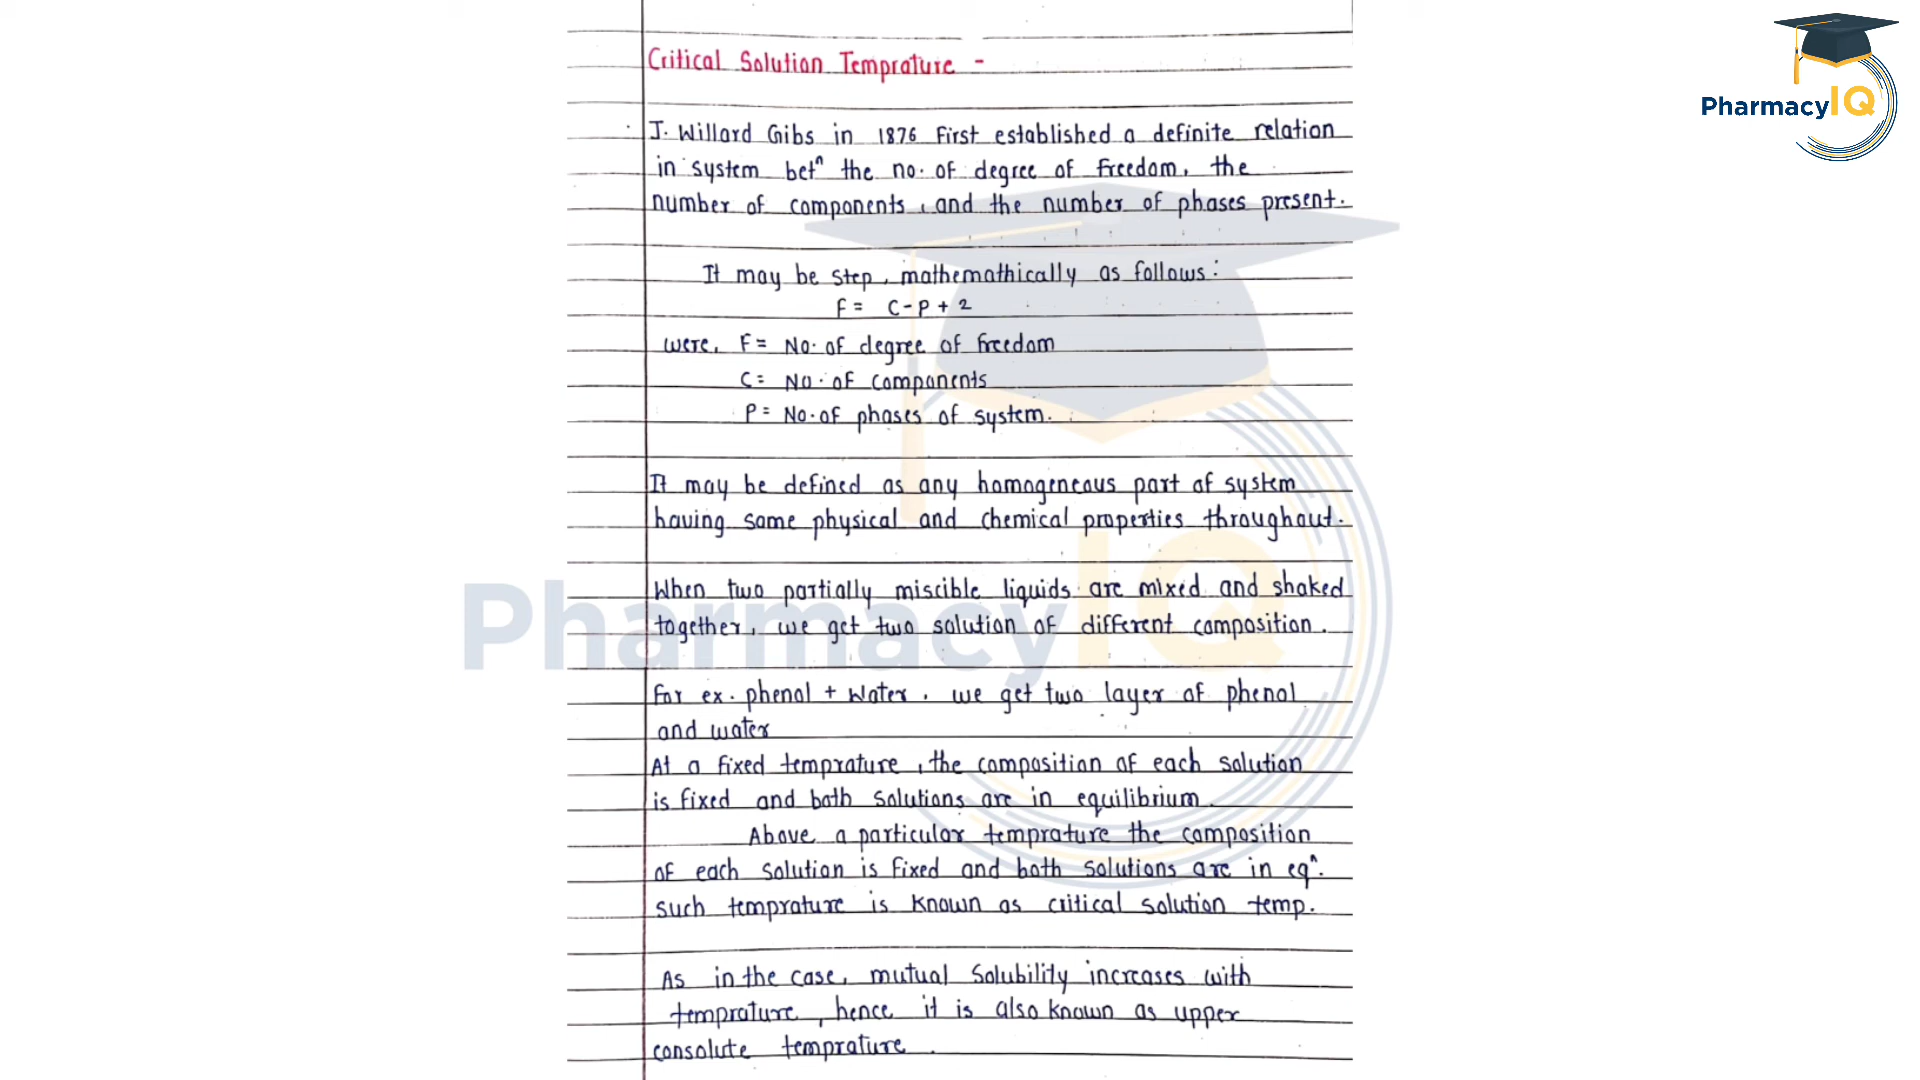 Critical Solution Temprature -
PharmacyIQ
J. Willard Gibs in 1876 First established a definite relation
in system betⁿ the no. of degree of Freedom, the
number of components, and the number of phases present.
It may be step, mathemathically as follows:
F = C - P + 2
were, F = No. of degree of freedom
C = No. of components
P = No. of phases of system.
It may be defined as any homogeneous part of system
having same physical and chemical properties throughout.
When two partially miscible liquids are mixed and shaked
together, we get two solution of different composition.
PharmacyIQ
For ex. phenol + Water, we get two layer of phenol
and water
At a fixed temprature, the composition of each solution
is fixed and both solutions are in equilibrium.
Above a particular temprature the composition
of each solution is fixed and both solutions are in eqⁿ.
such temprature is known as critical solution temp.
As in the case, mutual solubility increases with
temprature, hence it is also known as upper
consolute temprature.